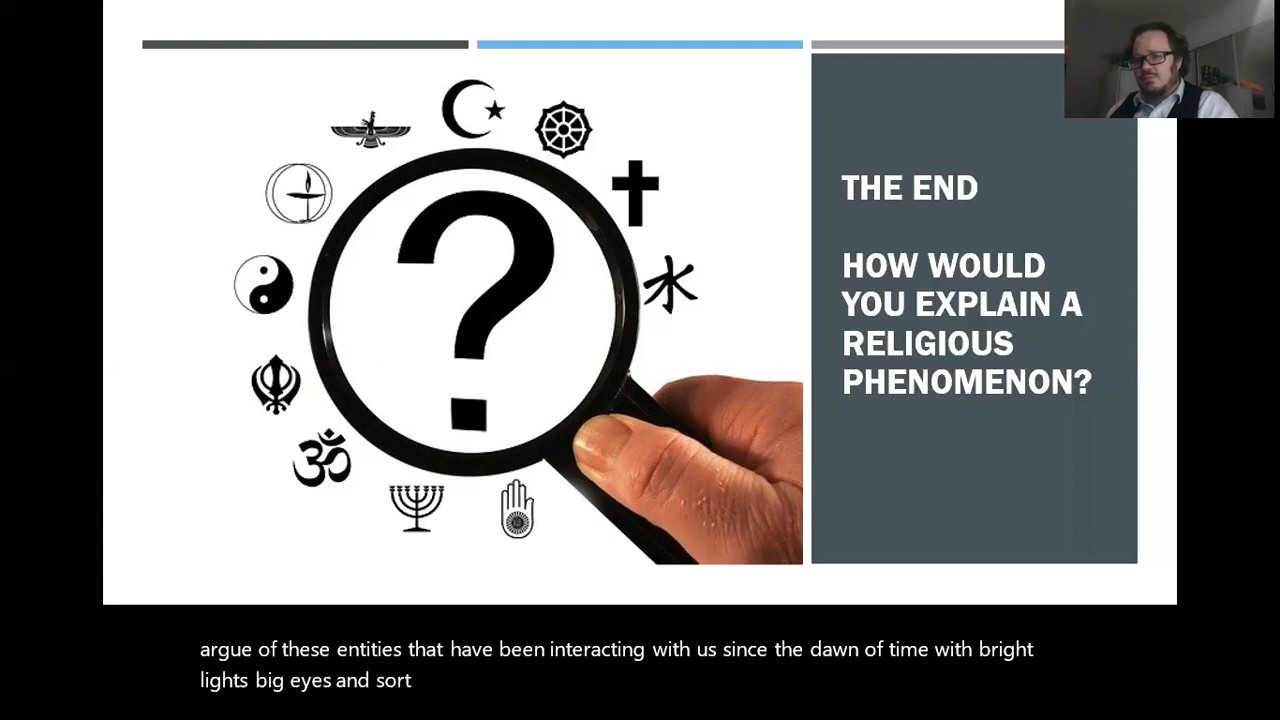 THE END
HOW WOULD
YOU EXPLAIN A
RELIGIOUS
PHENOMENON?
?
水
ॐ
argue of these entities that have been interacting with us since the dawn of time with bright
lights big eyes and sort